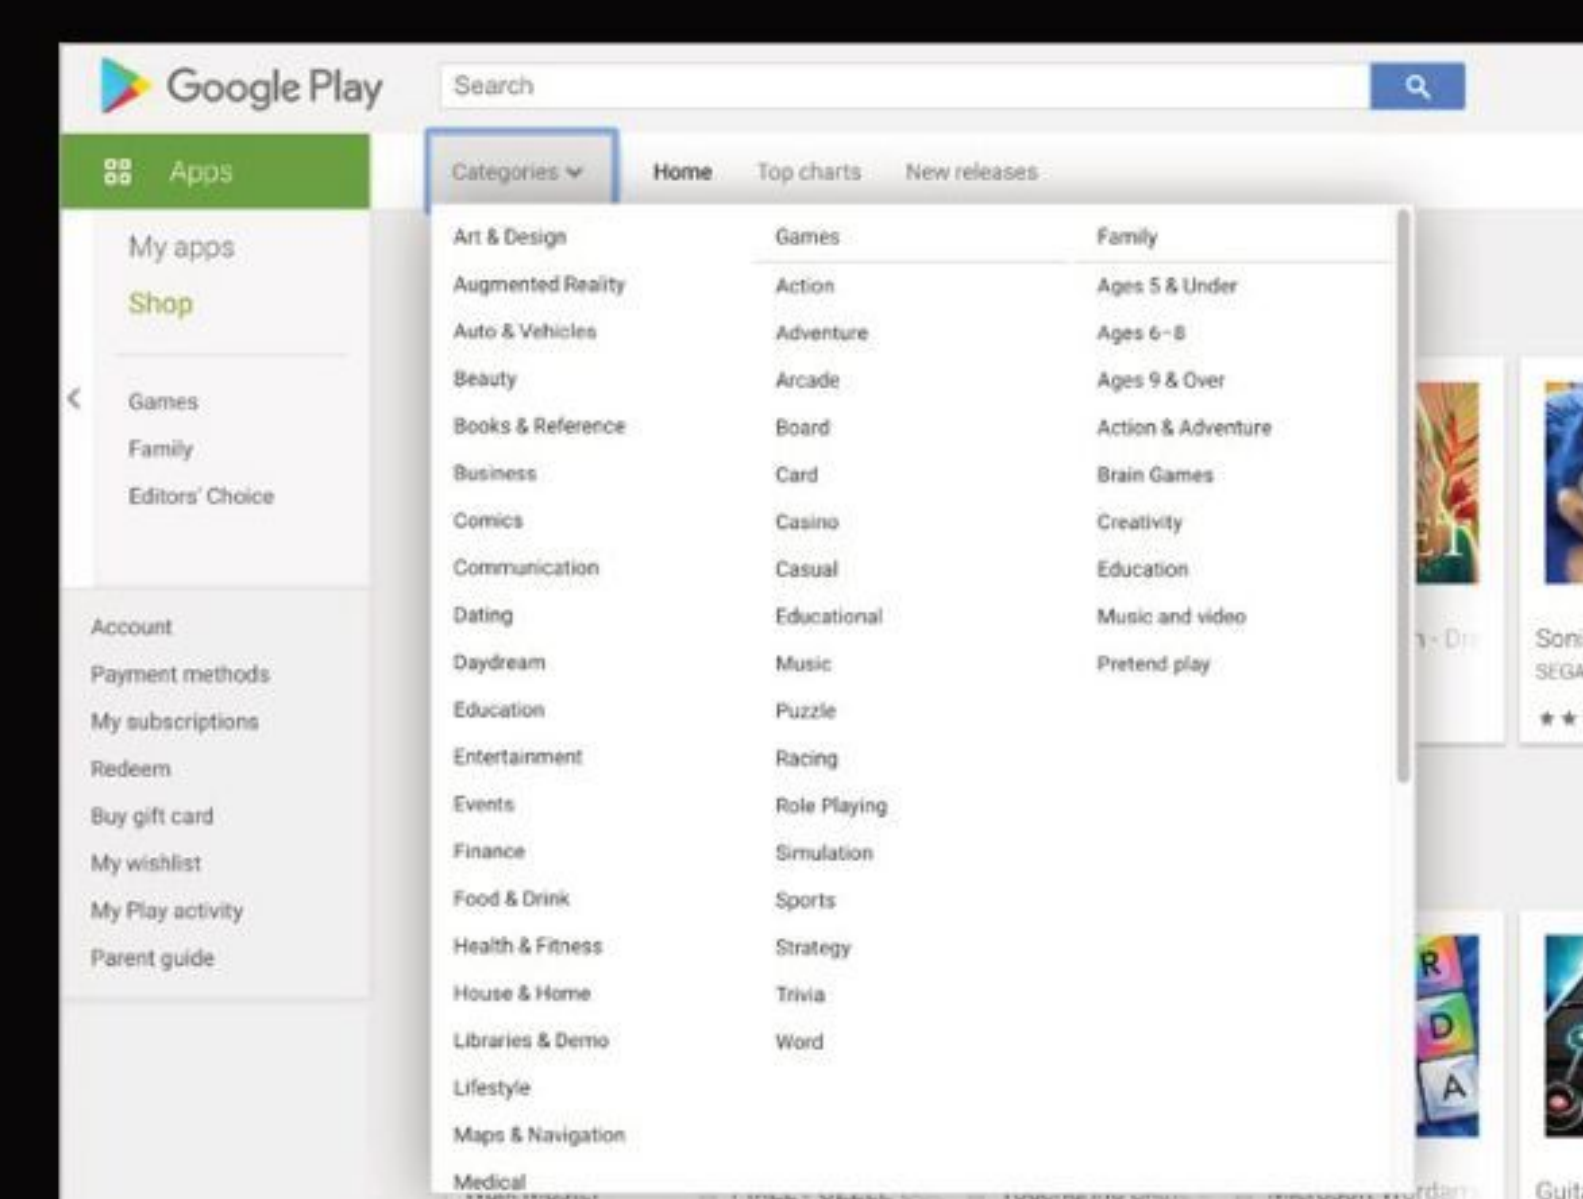 Google Play
Search
Apps
Categories
Home
Top charts
New releases
My apps
Shop
Games
Family
Editors' Choice
Account
Payment methods
My subscriptions
Redeem
Buy gift card
My wishlist
My Play activity
Parent guide
Art & Design
Augmented Reality
Auto & Vehicles
Beauty
Books & Reference
Business
Comics
Communication
Dating
Daydream
Education
Entertainment
Events
Finance
Food & Drink
Health & Fitness
House & Home
Libraries & Demo
Lifestyle
Maps & Navigation
Medical
Games
Action
Adventure
Arcade
Board
Card
Casino
Casual
Educational
Music
Puzzle
Racing
Role Playing
Simulation
Sports
Strategy
Trivia
Word
Family
Ages 5 & Under
Ages 6-8
Ages 9 & Over
Action & Adventure
Brain Games
Creativity
Education
Music and video
Pretend play
Soni
SEGA
R
D
A
Guit